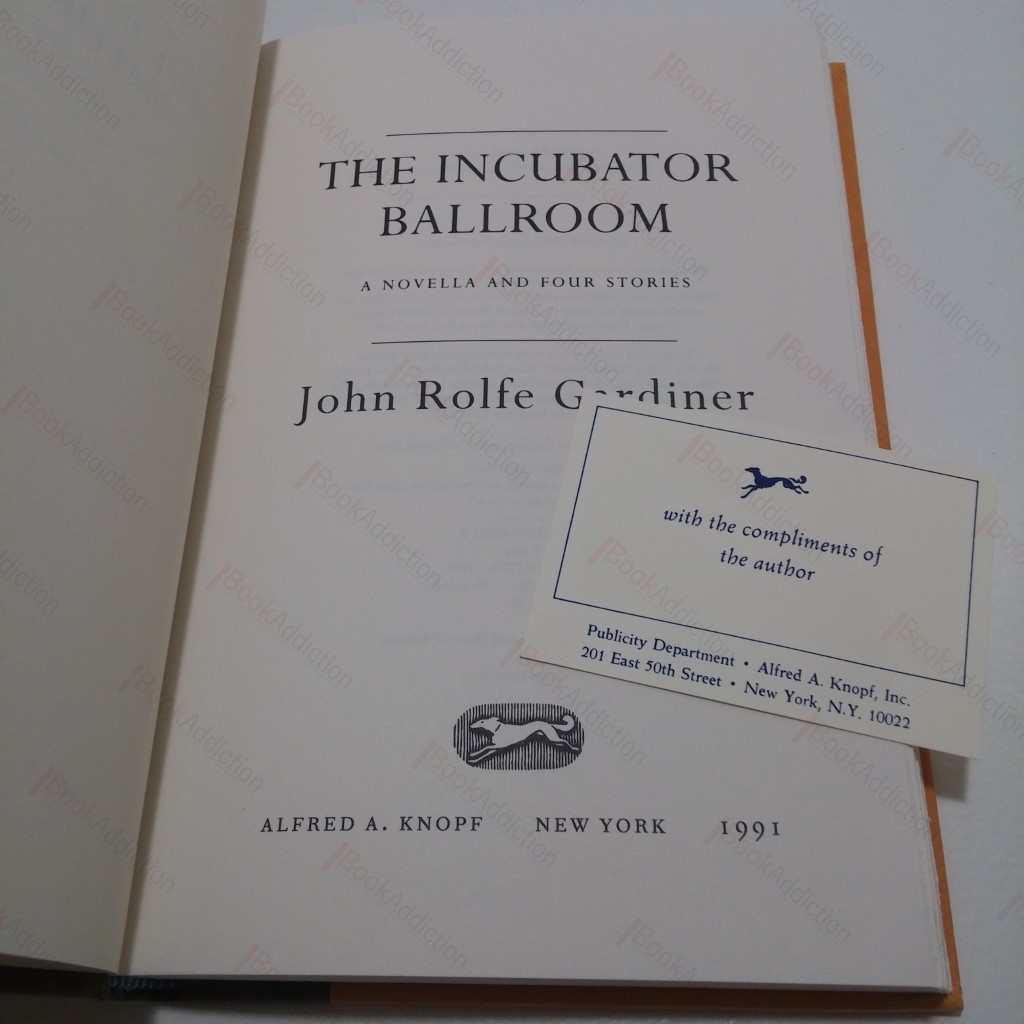 THE INCUBATOR
BALLROOM
A NOVELLA AND FOUR STORIES
John Rolfe Gardiner
with the compliments of
the author
Publicity Department • Alfred A. Knopf, Inc.
201 East 50th Street • New York, N.Y. 10022
ALFRED A. KNOPF NEW YORK 1991
BookAddiction